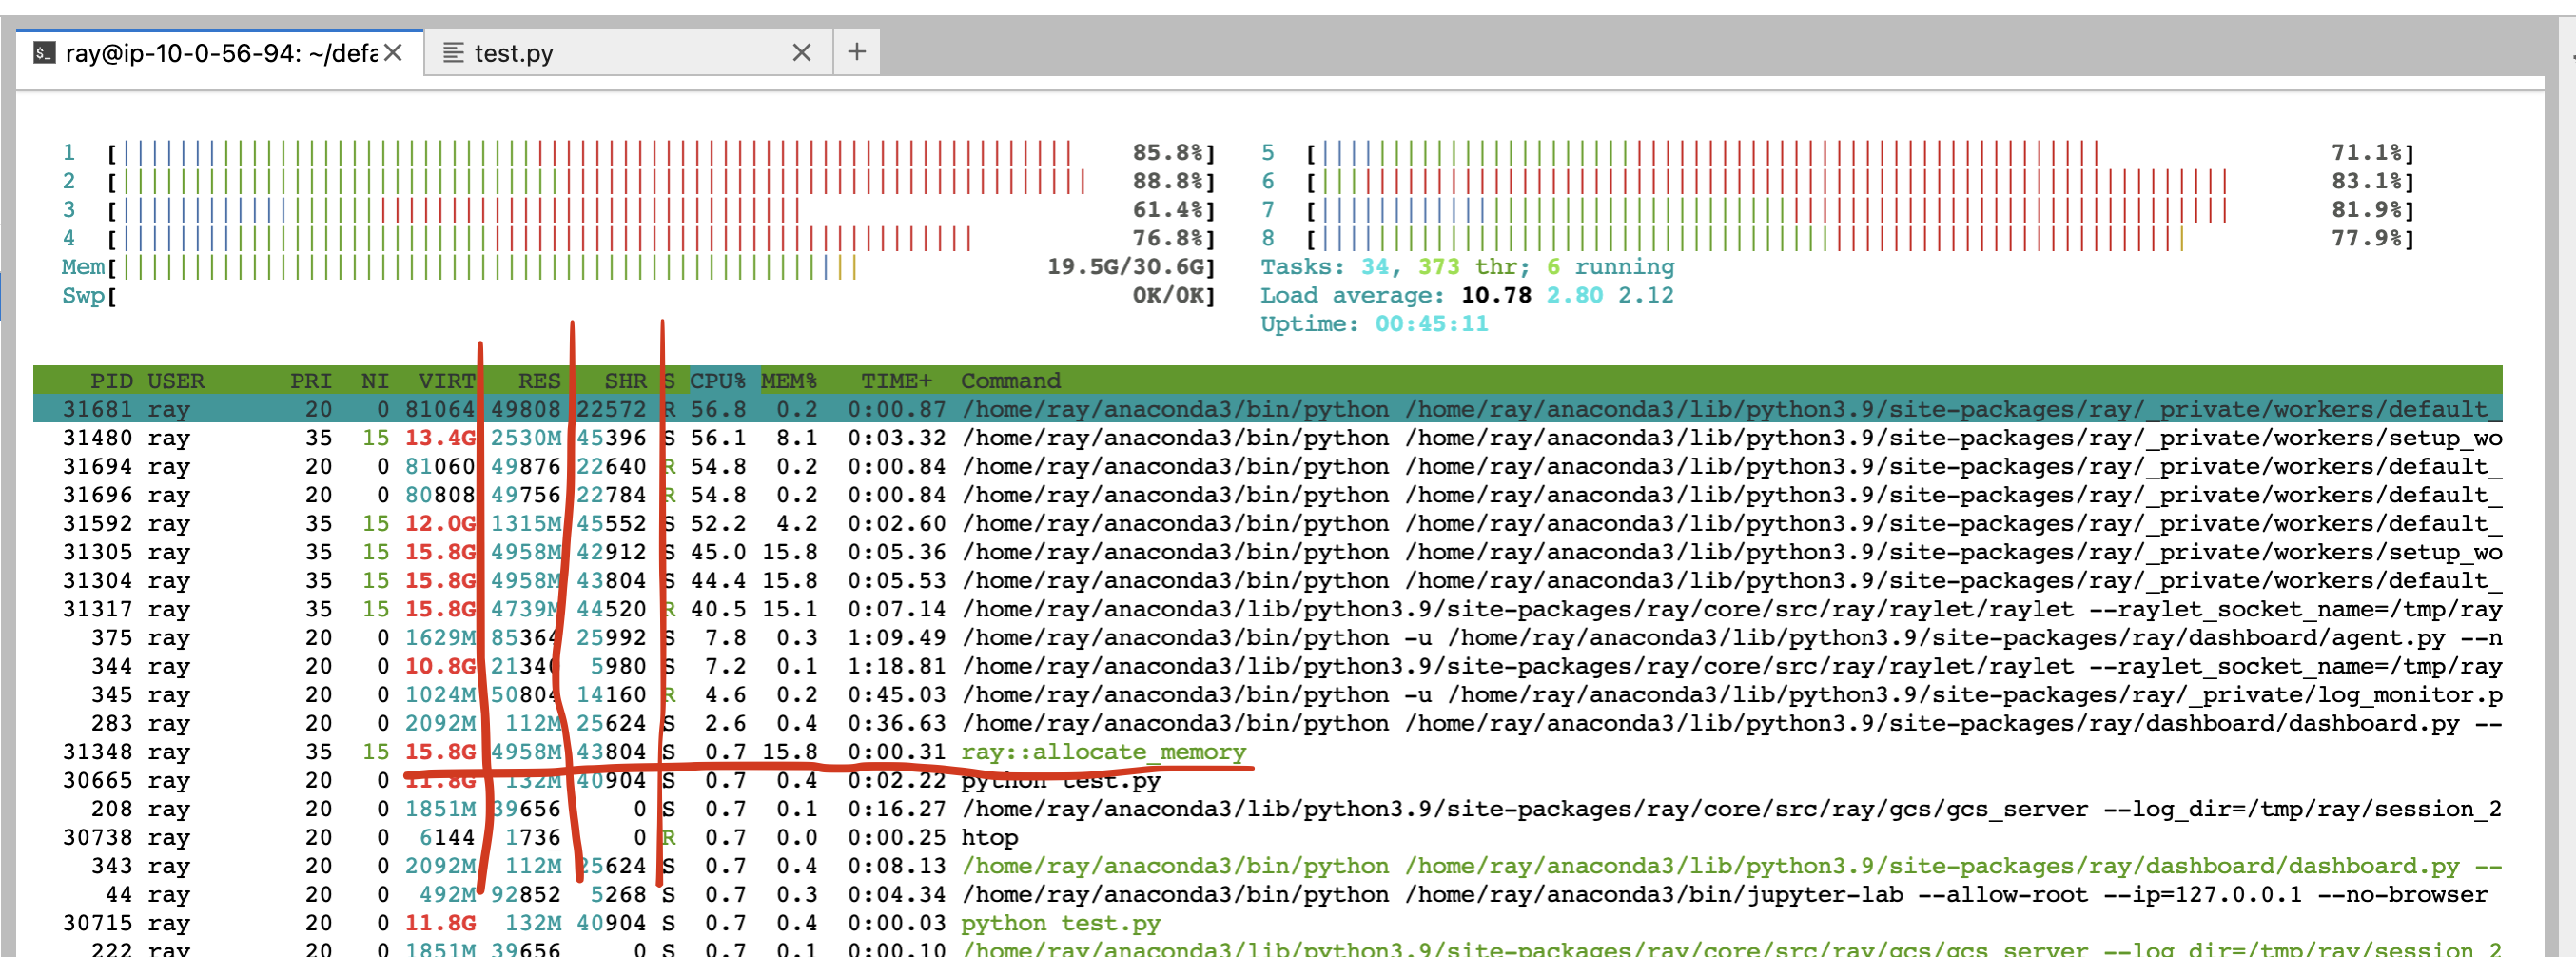 ray@ip-10-0-56-94: ~/defa test.py
1 [ 85.8%] 5 [ 71.1%]
2 [ 88.8%] 6 [ 83.1%]
3 [ 61.4%] 7 [ 81.9%]
4 [ 76.8%] 8 [ 77.9%]
Mem[ 19.5G/30.6G] Tasks: 34, 373 thr; 6 running
Swp[ 0K/0K] Load average: 10.78 2.80 2.12
Uptime: 00:45:11
PID USER PRI NI VIRT RES SHR S CPU% MEM% TIME+ Command
31681 ray 20 0 81064 49808 22572 R 56.8 0.2 0:00.87 /home/ray/anaconda3/bin/python /home/ray/anaconda3/lib/python3.9/site-packages/ray/_private/workers/default_
31480 ray 35 15 13.4G 2530M 45396 S 56.1 8.1 0:03.32 /home/ray/anaconda3/bin/python /home/ray/anaconda3/lib/python3.9/site-packages/ray/_private/workers/setup_wo
31694 ray 20 0 81060 49876 22640 R 54.8 0.2 0:00.84 /home/ray/anaconda3/bin/python /home/ray/anaconda3/lib/python3.9/site-packages/ray/_private/workers/default_
31696 ray 20 0 80808 49756 22784 R 54.8 0.2 0:00.84 /home/ray/anaconda3/bin/python /home/ray/anaconda3/lib/python3.9/site-packages/ray/_private/workers/default_
31592 ray 35 15 12.0G 1315M 45552 S 52.2 4.2 0:02.60 /home/ray/anaconda3/bin/python /home/ray/anaconda3/lib/python3.9/site-packages/ray/_private/workers/default_
31305 ray 35 15 15.8G 4958M 42912 S 45.0 15.8 0:05.36 /home/ray/anaconda3/bin/python /home/ray/anaconda3/lib/python3.9/site-packages/ray/_private/workers/setup_wo
31304 ray 35 15 15.8G 4958M 43804 S 44.4 15.8 0:05.53 /home/ray/anaconda3/bin/python /home/ray/anaconda3/lib/python3.9/site-packages/ray/_private/workers/default_
31317 ray 35 15 15.8G 4739M 44520 R 40.5 15.1 0:07.14 /home/ray/anaconda3/lib/python3.9/site-packages/ray/core/src/ray/raylet/raylet --raylet_socket_name=/tmp/ray
375 ray 20 0 1629M 85364 25992 S 7.8 0.3 1:09.49 /home/ray/anaconda3/bin/python -u /home/ray/anaconda3/lib/python3.9/site-packages/ray/dashboard/agent.py --n
344 ray 20 0 10.8G 21340 5980 S 7.2 0.1 1:18.81 /home/ray/anaconda3/lib/python3.9/site-packages/ray/core/src/ray/raylet/raylet --raylet_socket_name=/tmp/ray
345 ray 20 0 1024M 50804 14160 R 4.6 0.2 0:45.03 /home/ray/anaconda3/bin/python -u /home/ray/anaconda3/lib/python3.9/site-packages/ray/_private/log_monitor.p
283 ray 20 0 2092M 112M 25624 S 2.6 0.4 0:36.63 /home/ray/anaconda3/bin/python /home/ray/anaconda3/lib/python3.9/site-packages/ray/dashboard/dashboard.py --
31348 ray 35 15 15.8G 4958M 43804 S 0.7 15.8 0:00.31 ray::allocate_memory
30665 ray 20 0 11.8G 132M 40904 S 0.7 0.4 0:02.22 python test.py
208 ray 20 0 1851M 39656 0 S 0.7 0.1 0:16.27 /home/ray/anaconda3/lib/python3.9/site-packages/ray/core/src/ray/gcs/gcs_server --log_dir=/tmp/ray/session_2
30738 ray 20 0 6144 1736 0 R 0.7 0.0 0:00.25 htop
343 ray 20 0 2092M 112M 25624 S 0.7 0.4 0:08.13 /home/ray/anaconda3/bin/python /home/ray/anaconda3/lib/python3.9/site-packages/ray/dashboard/dashboard.py --
44 ray 20 0 492M 92852 5268 S 0.7 0.3 0:04.34 /home/ray/anaconda3/bin/python /home/ray/anaconda3/bin/jupyter-lab --allow-root --ip=127.0.0.1 --no-browser
30715 ray 20 0 11.8G 132M 40904 S 0.7 0.4 0:00.03 python test.py
222 ray 20 0 1851M 39656 0 S 0.7 0.1 0:00.10 /home/ray/anaconda3/lib/python3.9/site-packages/ray/core/src/ray/gcs/gcs_server --log_dir=/tmp/ray/session_2